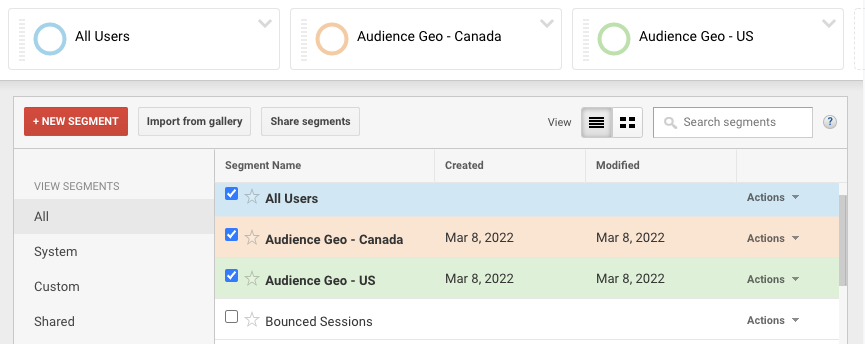 All Users
Audience Geo - Canada
Audience Geo - US
+ NEW SEGMENT
Import from gallery
Share segments
View
Search segments
?
VIEW SEGMENTS
All
System
Custom
Shared
Segment Name Created Modified
All Users Actions
Audience Geo - Canada Mar 8, 2022 Mar 8, 2022 Actions
Audience Geo - US Mar 8, 2022 Mar 8, 2022 Actions
Bounced Sessions Actions